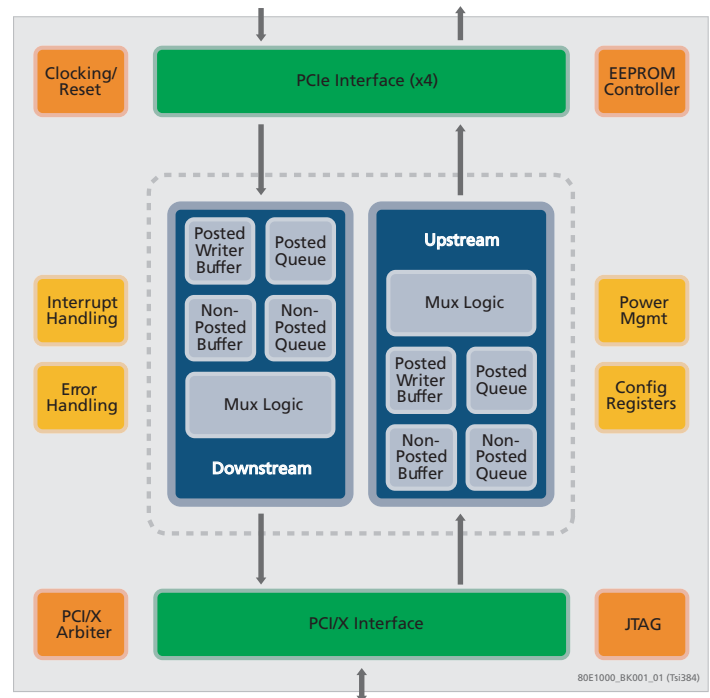 Clocking/
Reset
PCIe Interface (x4)
EEPROM
Controller
Posted
Writer
Buffer
Posted
Queue
Non-
Posted
Buffer
Non-
Posted
Queue
Mux Logic
Downstream
Upstream
Mux Logic
Posted
Writer
Buffer
Posted
Queue
Non-
Posted
Buffer
Non-
Posted
Queue
Interrupt
Handling
Error
Handling
Power
Mgmt
Config
Registers
PCI/X
Arbiter
PCI/X Interface
JTAG
80E1000_BK001_01 (Tsi384)